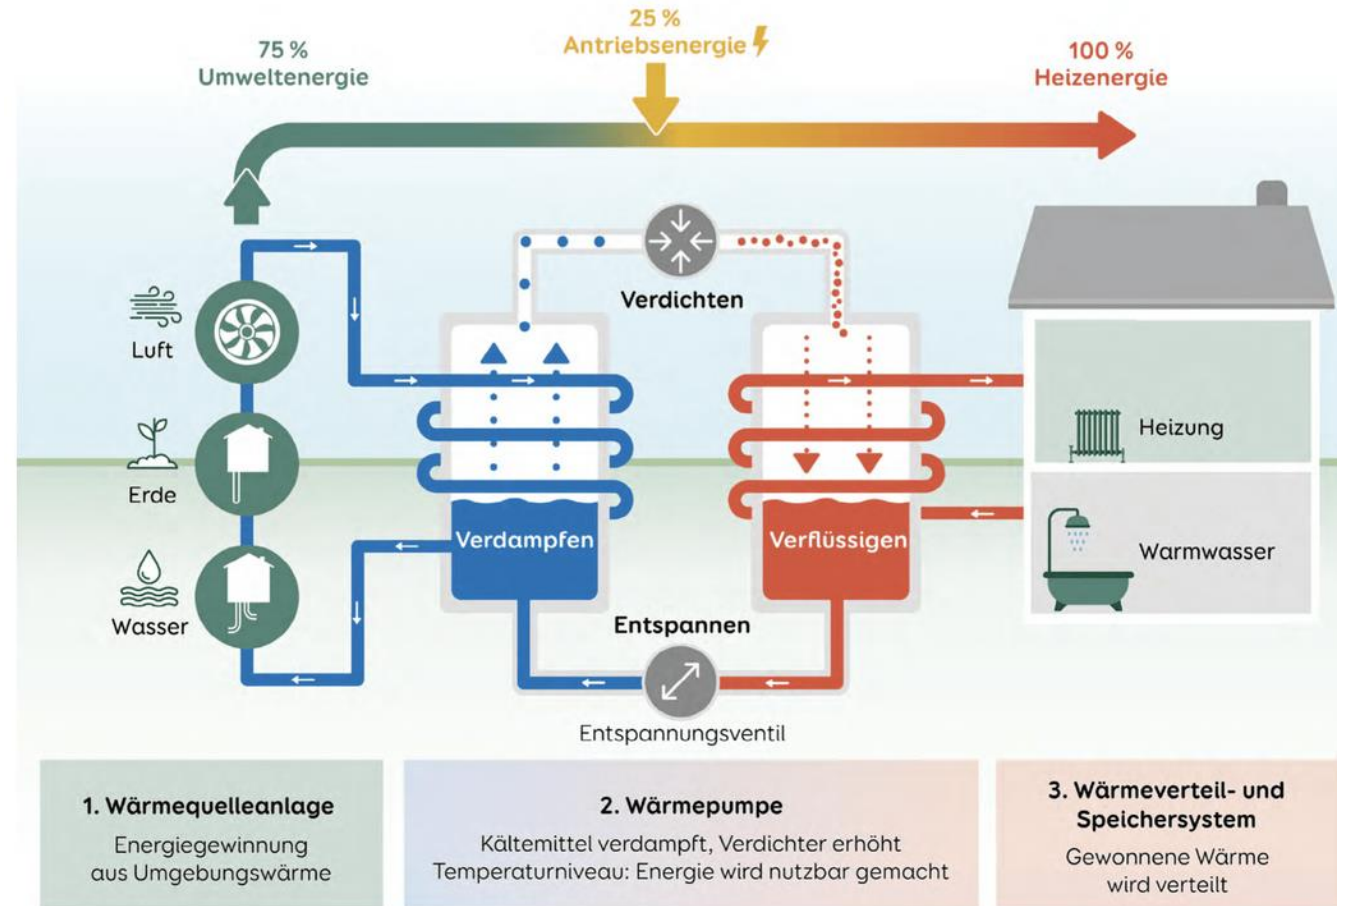 25 %
Antriebsenergie
75 %
Umweltenergie
100 %
Heizenergie
Verdichten
Luft
Erde
Wasser
Verdampfen
Verflüssigen
Heizung
Warmwasser
Entspannen
Entspannungsventil
1. Wärmequelleanlage
Energiegewinnung
aus Umgebungswärme
2. Wärmepumpe
Kältemittel verdampft, Verdichter erhöht
Temperaturniveau: Energie wird nutzbar gemacht
3. Wärmeverteil- und
Speichersystem
Gewonnene Wärme
wird verteilt